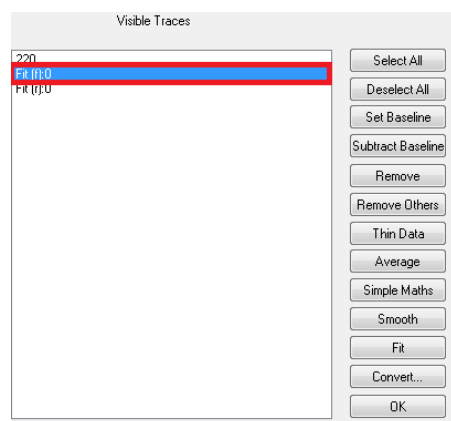 Visible Traces
220
Fit (f):0
Fit (r):0
Select All
Deselect All
Set Baseline
Subtract Baseline
Remove
Remove Others
Thin Data
Average
Simple Maths
Smooth
Fit
Convert...
OK